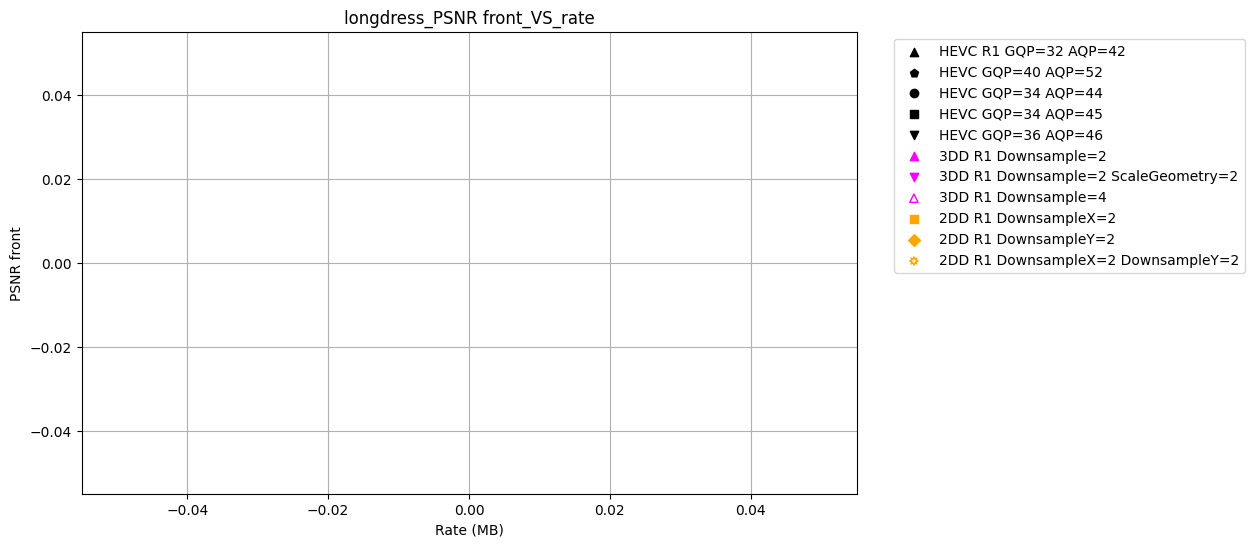 longdress_PSNR front_VS_rate
HEVC R1 GQP=32 AQP=42
HEVC GQP=40 AQP=52
HEVC GQP=34 AQP=44
HEVC GQP=34 AQP=45
HEVC GQP=36 AQP=46
3DD R1 Downsample=2
3DD R1 Downsample=2 ScaleGeometry=2
3DD R1 Downsample=4
2DD R1 DownsampleX=2
2DD R1 DownsampleY=2
2DD R1 DownsampleX=2 DownsampleY=2
PSNR front
0.04
0.02
0.00
−0.02
−0.04
−0.04 −0.02 0.00 0.02 0.04
Rate (MB)